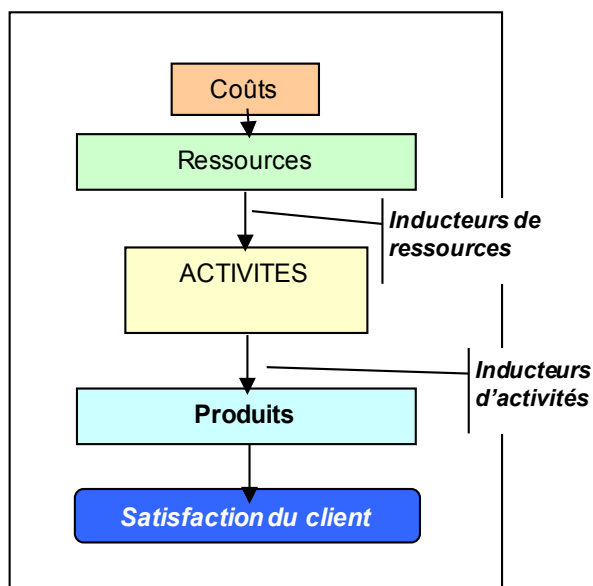 Coûts
Ressources
Inducteurs de
ressources
ACTIVITES
Inducteurs
d’activités
Produits
Satisfaction du client